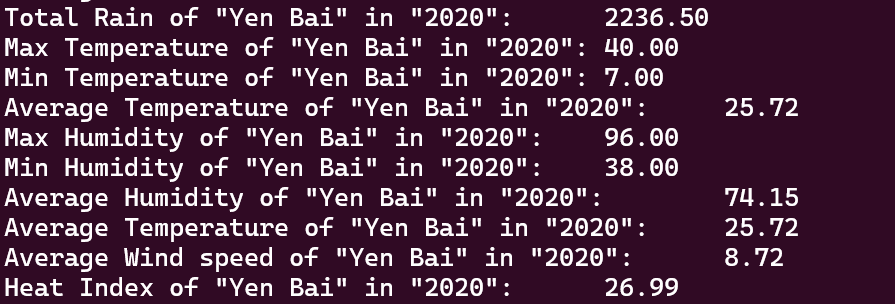 Total Rain of "Yen Bai" in "2020": 2236.50
Max Temperature of "Yen Bai" in "2020": 40.00
Min Temperature of "Yen Bai" in "2020": 7.00
Average Temperature of "Yen Bai" in "2020": 25.72
Max Humidity of "Yen Bai" in "2020": 96.00
Min Humidity of "Yen Bai" in "2020": 38.00
Average Humidity of "Yen Bai" in "2020": 74.15
Average Temperature of "Yen Bai" in "2020": 25.72
Average Wind speed of "Yen Bai" in "2020": 8.72
Heat Index of "Yen Bai" in "2020": 26.99